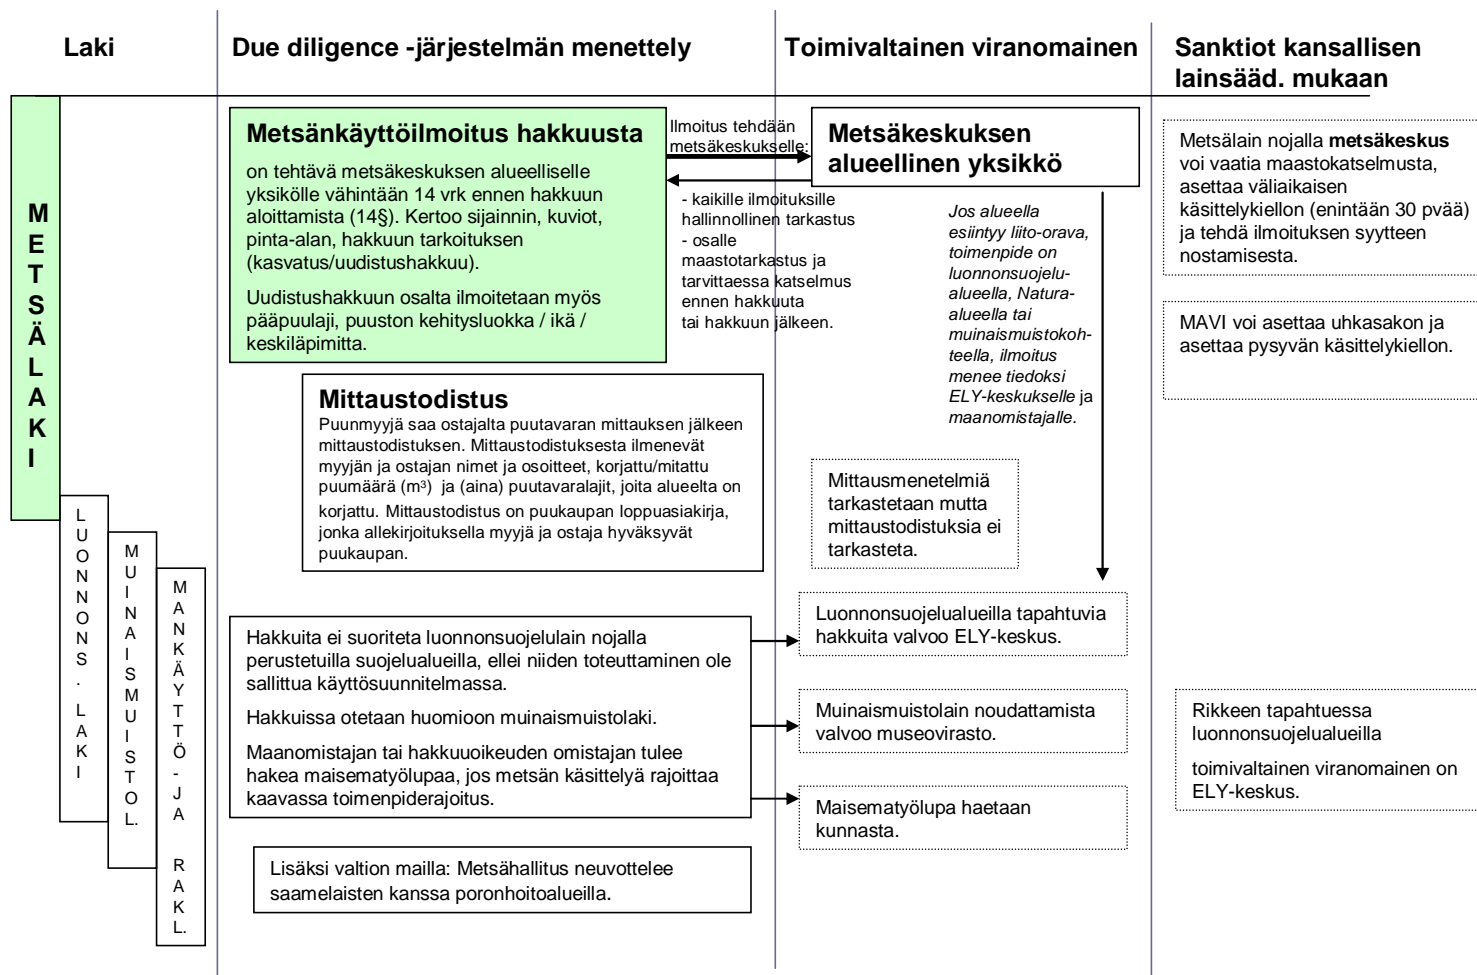 Laki
Due diligence -järjestelmän menettely
Toimivaltainen viranomainen
Sanktiot kansallisen
lainsääd. mukaan
METSÄLAKI
LUONNONS. LAKI
MUINAISMUISTOL.
MANKÄYTTÖ-JA RAKL.
Metsänkäyttöilmoitus hakkuusta
on tehtävä metsäkeskuksen alueelliselle
yksikölle vähintään 14 vrk ennen hakkuun
aloittamista (14§). Kertoo sijainnin, kuviot,
pinta-alan, hakkuun tarkoituksen
(kasvatus/uudistushakkuu).
Uudistushakkuun osalta ilmoitetaan myös
pääpuulaji, puuston kehitysluokka / ikä /
keskiläpimitta.
Ilmoitus tehdään
metsäkeskukselle:
- kaikille ilmoituksille
hallinnollinen tarkastus
- osalle
maastotarkastus ja
tarvittaessa katselmus
ennen hakkuuta
tai hakkuun jälkeen.
Metsäkeskuksen
alueellinen yksikkö
Jos alueella
esiintyy liito-orava,
toimenpide on
luonnonsuojelu-
alueella, Natura-
alueella tai
muinaismuistokoh-
teella, ilmoitus
menee tiedoksi
ELY-keskukselle ja
maanomistajalle.
Metsälain nojalla metsäkeskus
voi vaatia maastokatselmusta,
asettaa väliaikaisen
käsittelykiellon (enintään 30 pvää)
ja tehdä ilmoituksen syytteen
nostamisesta.
MAVI voi asettaa uhkasakon ja
asettaa pysyvän käsittelykiellon.
Mittaustodistus
Puunmyyjä saa ostajalta puutavaran mittauksen jälkeen
mittaustodistuksen. Mittaustodistuksesta ilmenevät
myyjän ja ostajan nimet ja osoitteet, korjattu/mitattu
puumäärä (m³) ja (aina) puutavaralajit, joita alueelta on
korjattu. Mittaustodistus on puukaupan loppuasiakirja,
jonka allekirjoituksella myyjä ja ostaja hyväksyvät
puukaupan.
Mittausmenetelmiä
tarkastetaan mutta
mittaustodistuksia ei
tarkasteta.
Hakkuita ei suoriteta luonnonsuojelulain nojalla
perustetuilla suojelualueilla, ellei niiden toteuttaminen ole
sallittua käyttösuunnitelmassa.
Hakkuissa otetaan huomioon muinaismuistolaki.
Maanomistajan tai hakkuuoikeuden omistajan tulee
hakea maisematyölupaa, jos metsän käsittelyä rajoittaa
kaavassa toimenpiderajoitus.
Luonnonsuojelualueilla tapahtuvia
hakkuita valvoo ELY-keskus.
Muinaismuistolain noudattamista
valvoo museovirasto.
Maisematyölupa haetaan
kunnasta.
Rikkeen tapahtuessa
luonnonsuojelualueilla
toimivaltainen viranomainen on
ELY-keskus.
Lisäksi valtion mailla: Metsähallitus neuvottelee
saamelaisten kanssa poronhoitoalueilla.